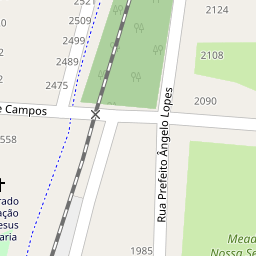 2509
2124
2499
2489
2108
2475
2090
e Campos
Rua Prefeito Ângelo Lopes
558
rado
ação
esus
aria
Mead
Nossa Se
1985